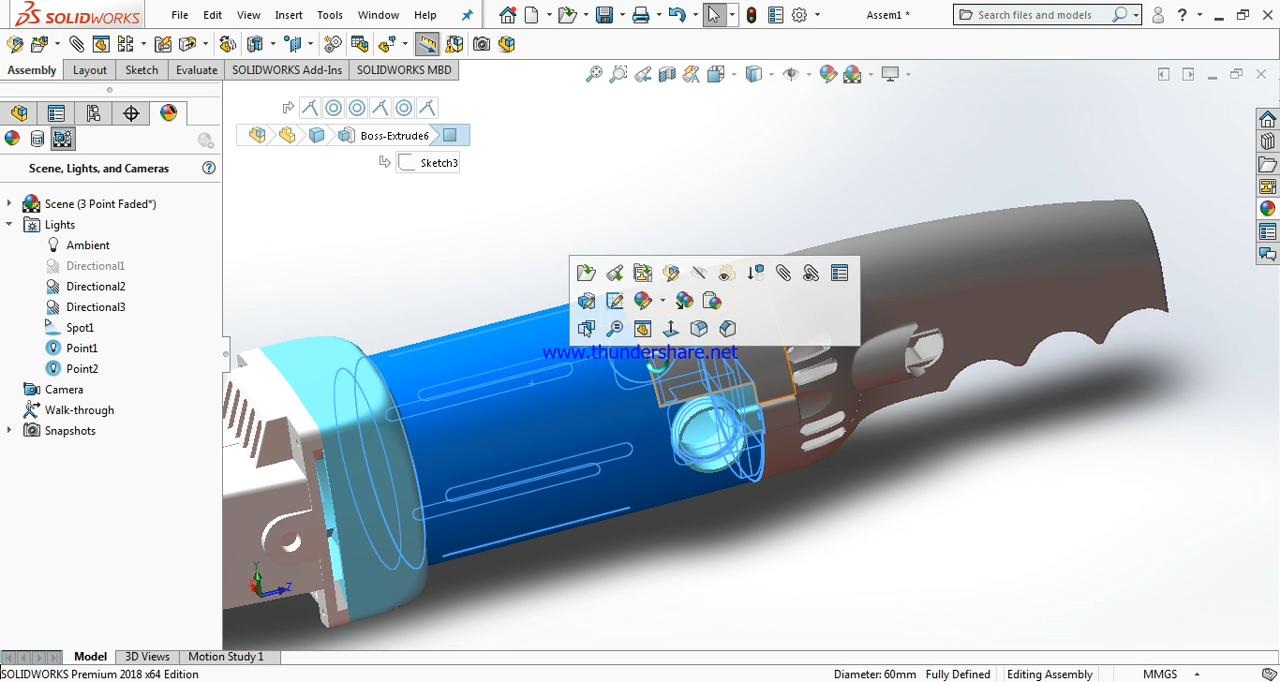 SOLIDWORKS
File Edit View Insert Tools Window Help
Assem1 *
Search files and models
?
Assembly Layout Sketch Evaluate SOLIDWORKS Add-Ins SOLIDWORKS MBD
Boss-Extrude6
Sketch3
Scene, Lights, and Cameras
Scene (3 Point Faded*)
Lights
Ambient
Directional1
Directional2
Directional3
Spot1
Point1
Point2
Camera
Walk-through
Snapshots
www.thundershare.net
Y
Z
Model 3D Views Motion Study 1
SOLIDWORKS Premium 2018 x64 Edition
Diameter: 60mm Fully Defined Editing Assembly MMGS